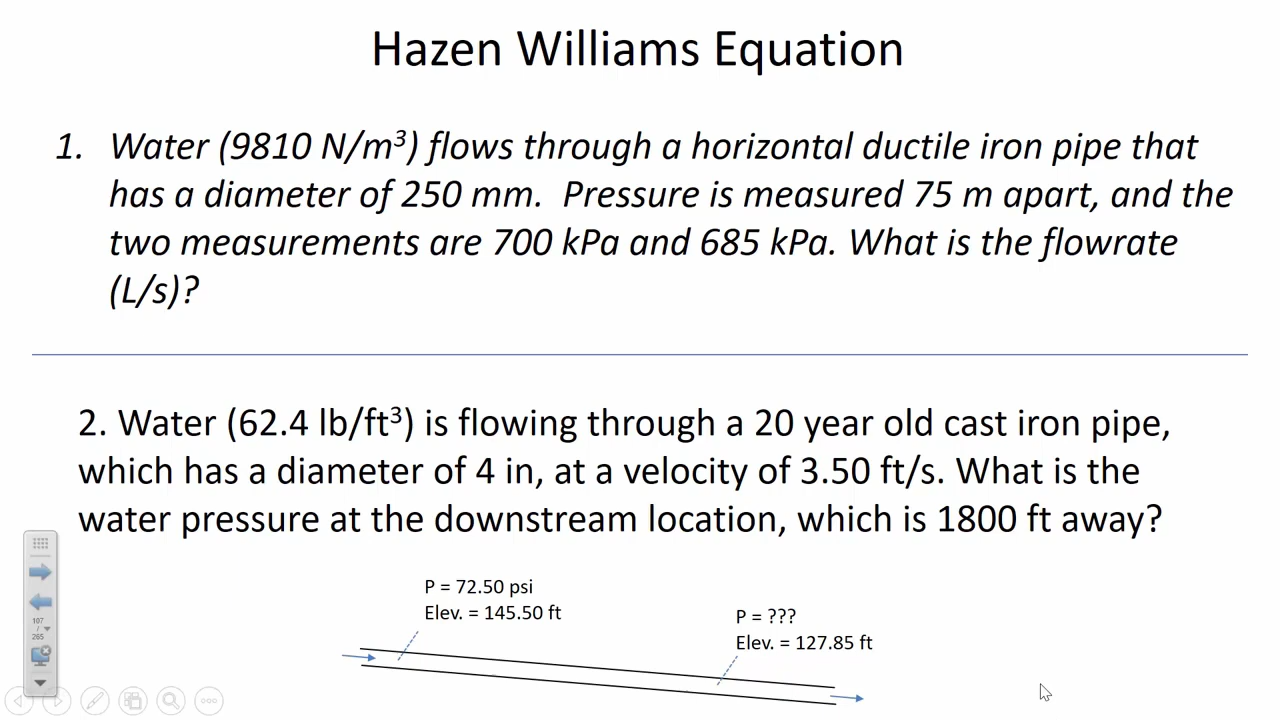 Hazen Williams Equation
1. Water (9810 N/m³) flows through a horizontal ductile iron pipe that
has a diameter of 250 mm.  Pressure is measured 75 m apart, and the
two measurements are 700 kPa and 685 kPa. What is the flowrate
(L/s)?
2. Water (62.4 lb/ft³) is flowing through a 20 year old cast iron pipe,
which has a diameter of 4 in, at a velocity of 3.50 ft/s. What is the
water pressure at the downstream location, which is 1800 ft away?
P = 72.50 psi
Elev. = 145.50 ft
P = ???
Elev. = 127.85 ft
107
/
265